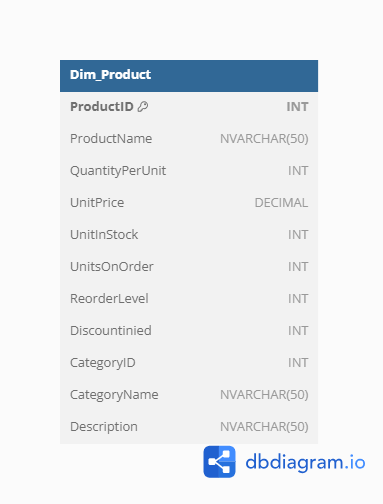 Dim_Product
ProductID INT
ProductName NVARCHAR(50)
QuantityPerUnit INT
UnitPrice DECIMAL
UnitInStock INT
UnitsOnOrder INT
ReorderLevel INT
Discountinied INT
CategoryID INT
CategoryName NVARCHAR(50)
Description NVARCHAR(50)
dbdiagram.io